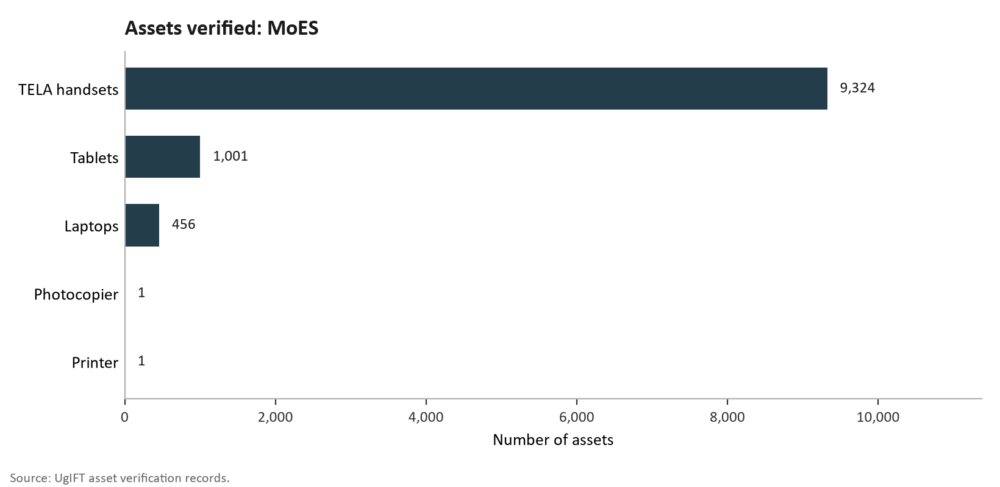 Assets verified: MoES
TELA handsets 9,324
Tablets 1,001
Laptops 456
Photocopier 1
Printer 1
0 2,000 4,000 6,000 8,000 10,000
Number of assets
Source: UgIFT asset verification records.